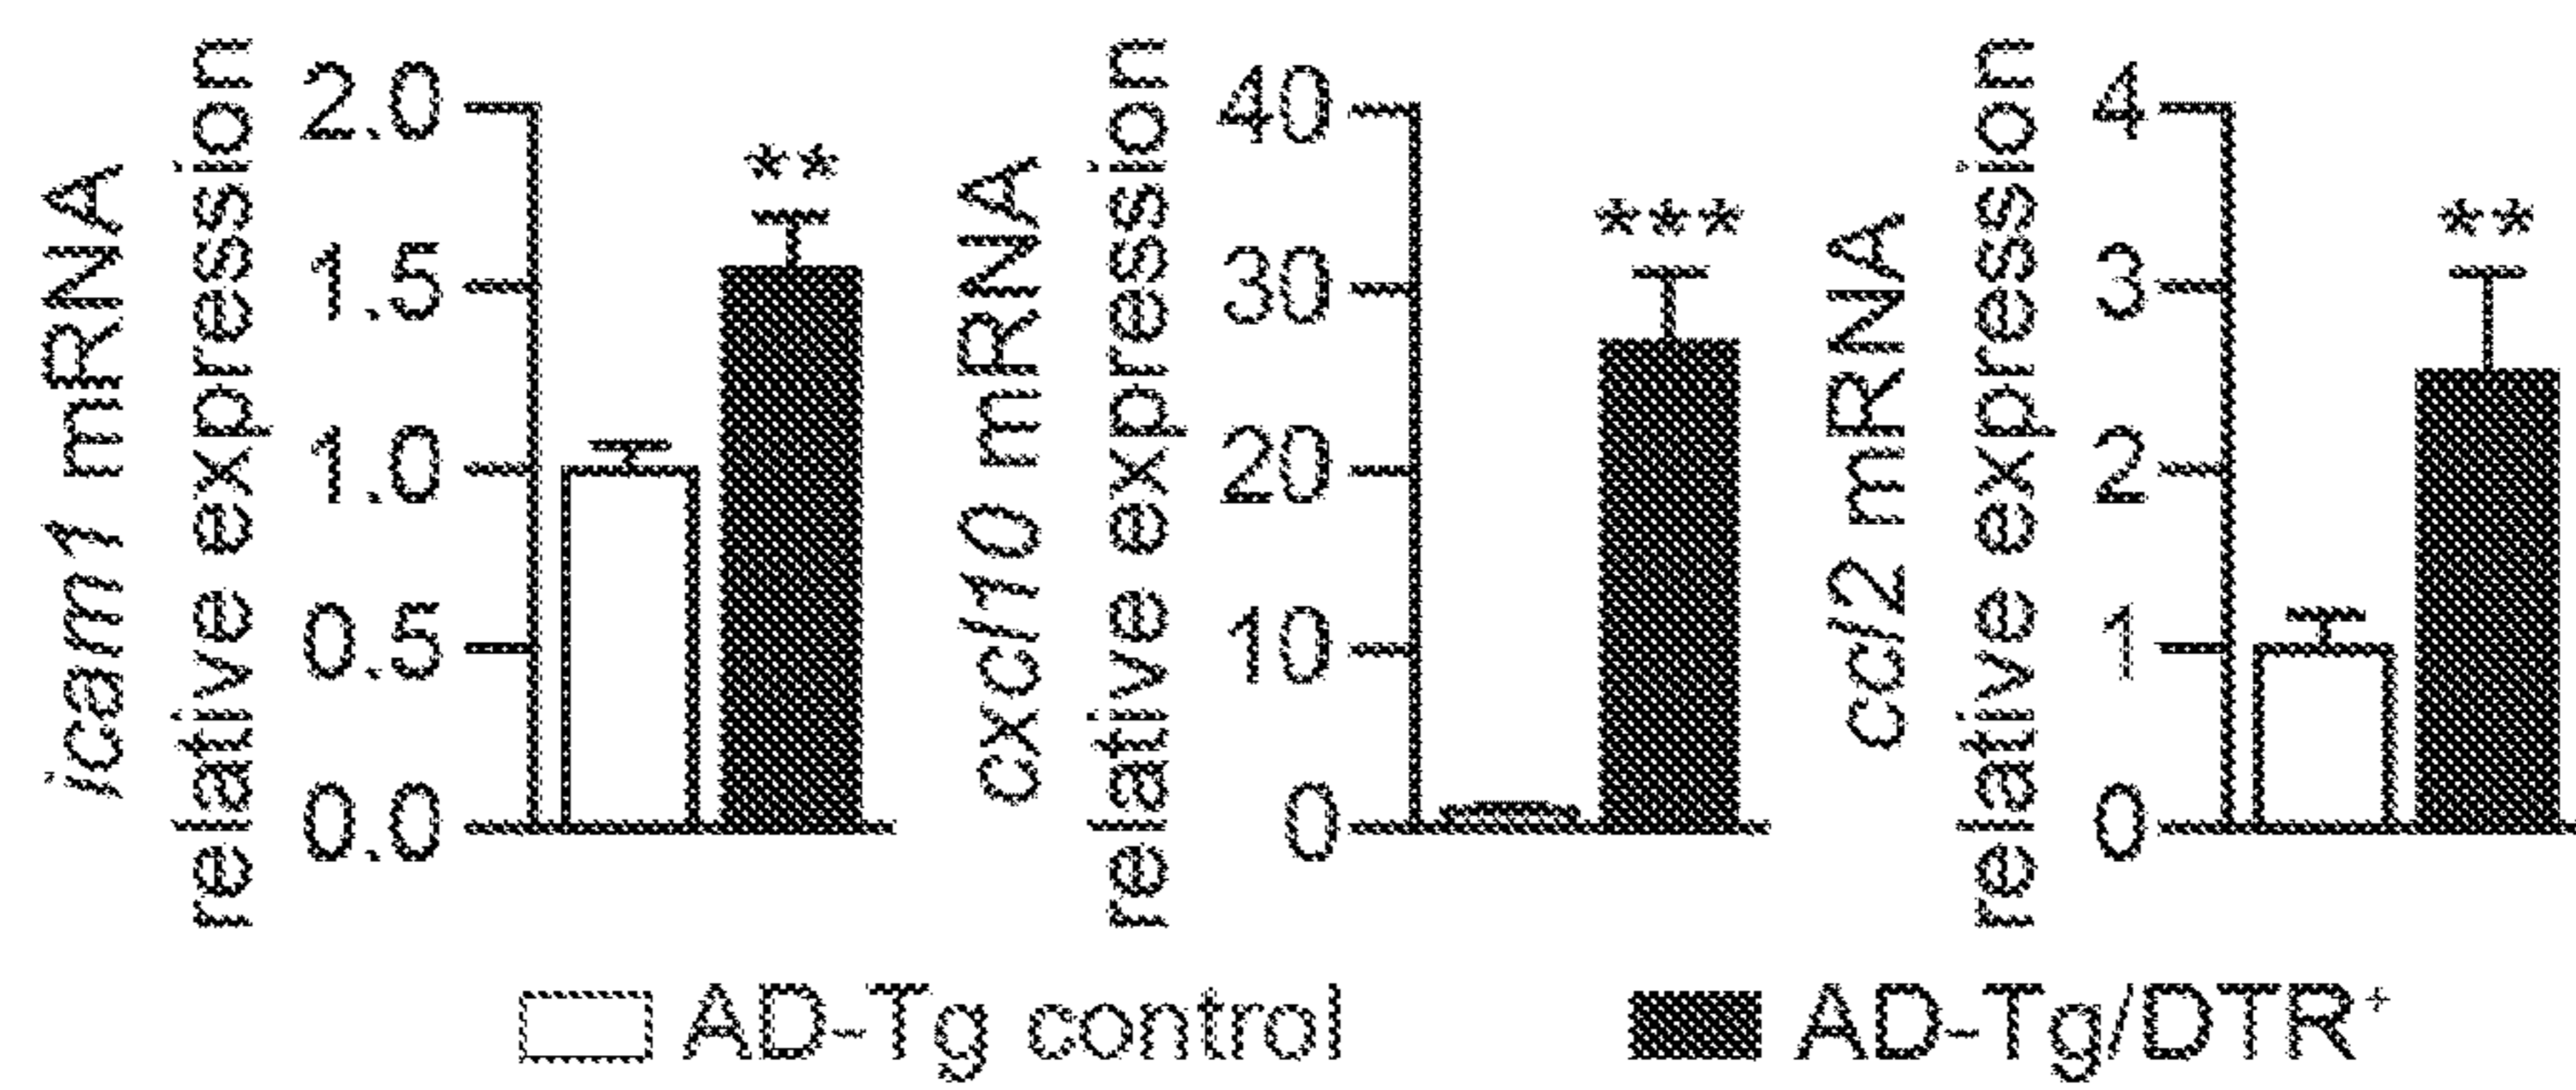 icam1 mRNA
relative expression
2.0
1.5
1.0
0.5
0.0
**
cxcl10 mRNA
relative expression
40
30
20
10
0
***
ccl2 mRNA
relative expression
4
3
2
1
0
**
AD-Tg control
AD-Tg/DTR⁺